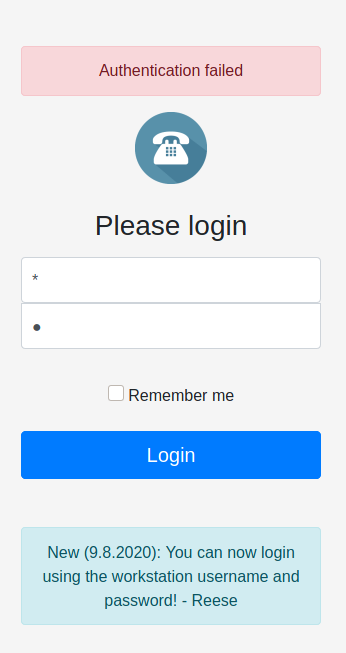 Authentication failed
Please login
*
●
Remember me
Login
New (9.8.2020): You can now login
using the workstation username and
password! - Reese